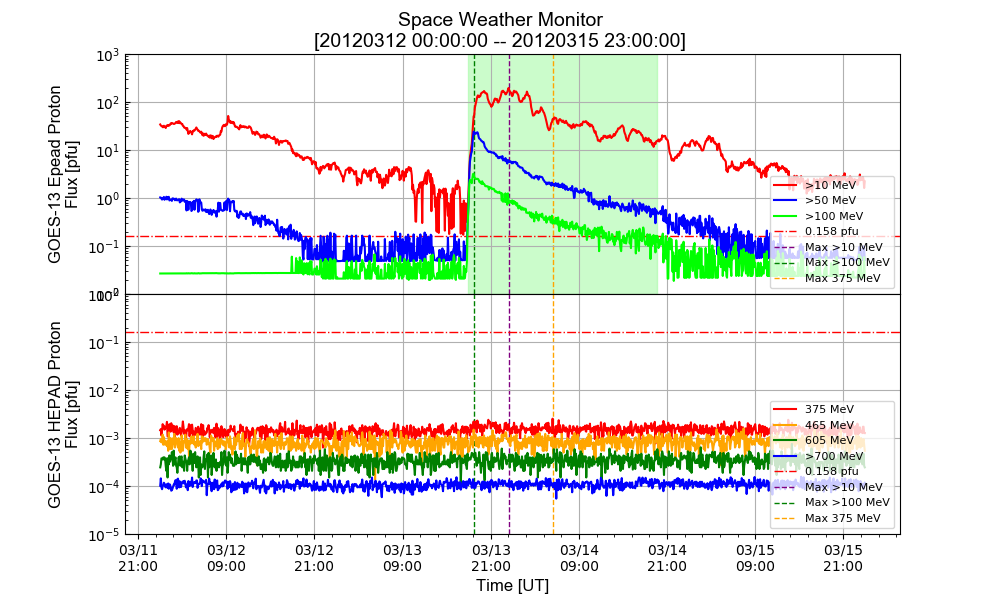 Space Weather Monitor
[20120312 00:00:00 -- 20120315 23:00:00]
GOES-13 Epead Proton
Flux [pfu]
10³
10²
10¹
10⁰
10⁻¹
>10 MeV
>50 MeV
>100 MeV
0.158 pfu
Max >10 MeV
Max >100 MeV
Max 375 MeV
GOES-13 HEPAD Proton
Flux [pfu]
10⁰
10⁻¹
10⁻²
10⁻³
10⁻⁴
10⁻⁵
375 MeV
465 MeV
605 MeV
>700 MeV
0.158 pfu
Max >10 MeV
Max >100 MeV
Max 375 MeV
03/11 03/12 03/12 03/13 03/13 03/14 03/14 03/15 03/15
21:00 09:00 21:00 09:00 21:00 09:00 21:00 09:00 21:00
Time [UT]